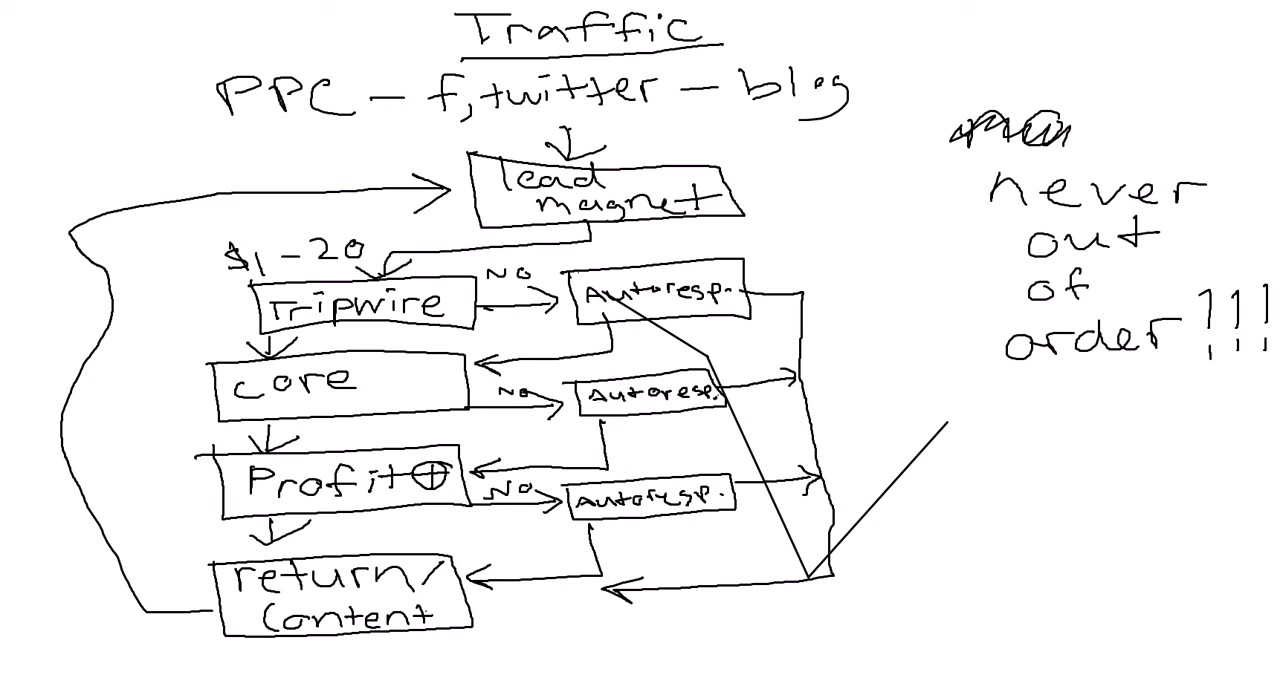 Traffic
PPC – f, twitter – blog
lead
magnet
$1 – 20
Tripwire
NO
Autoresp.
core
NO
Autoresp.
Profit ⊕
NO
Autoresp.
return/
Content
never
out
of
order!!!